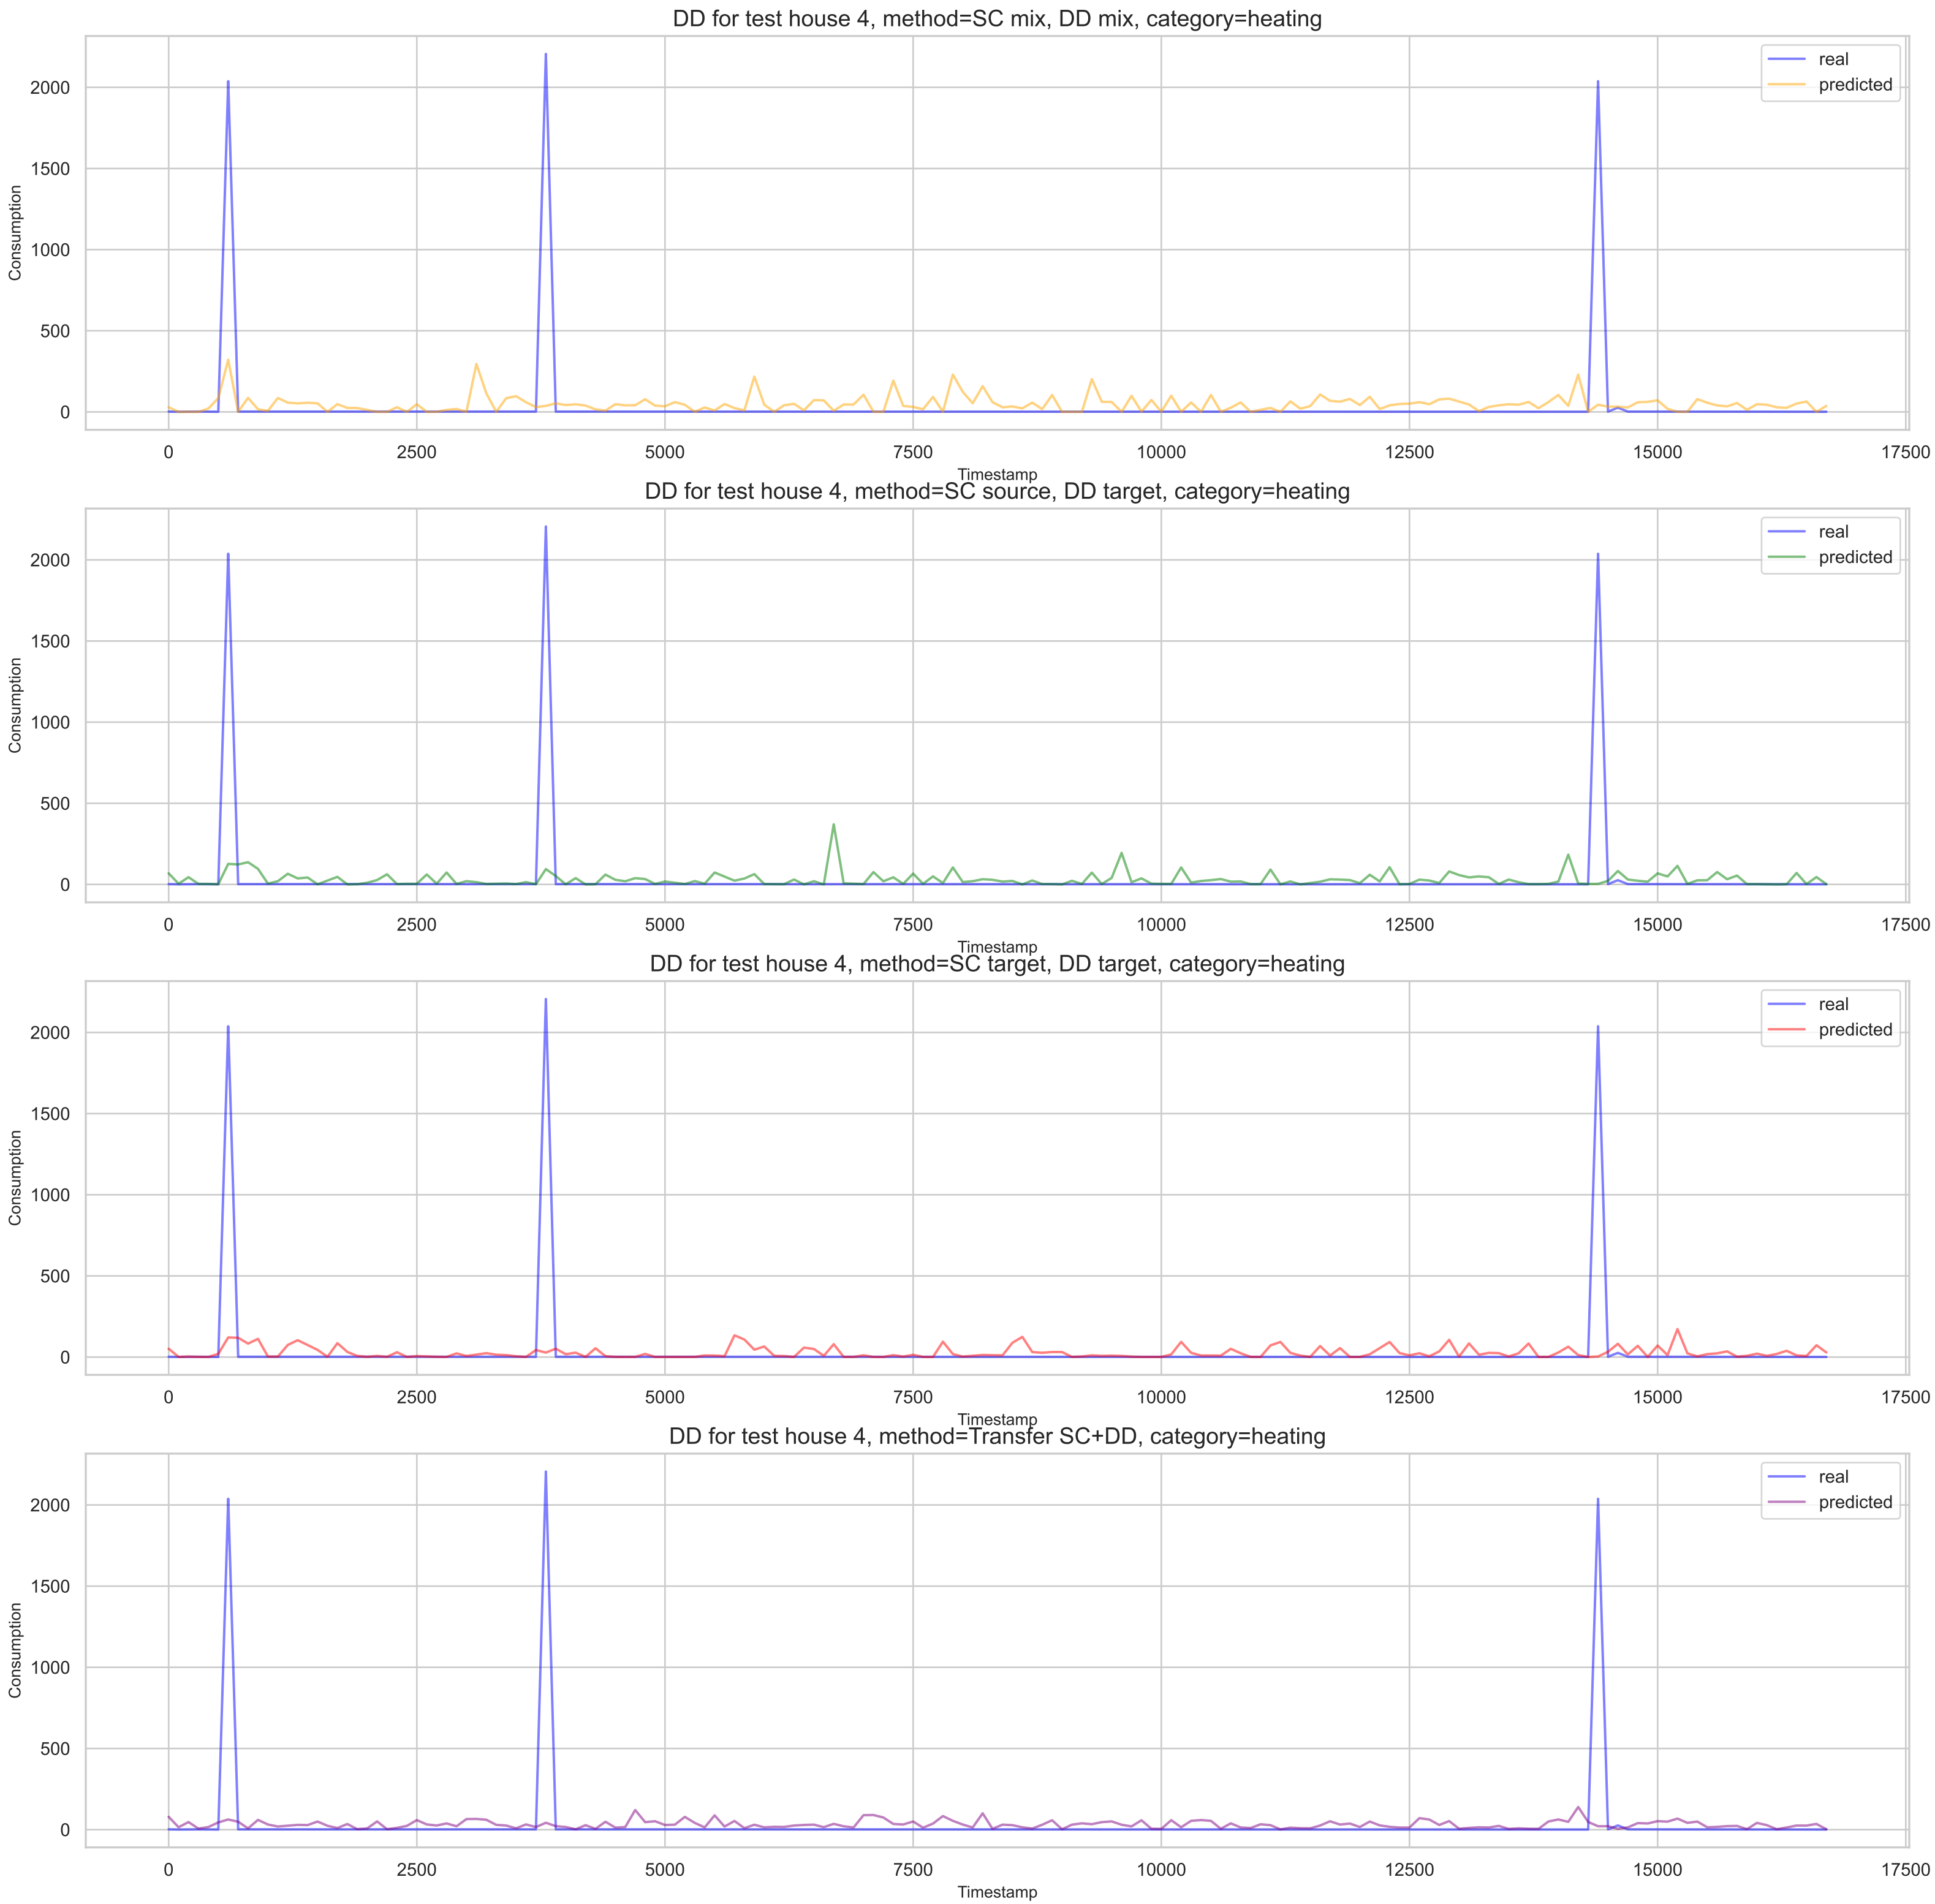 DD for test house 4, method=SC mix, DD mix, category=heating
real
predicted
2000
1500
1000
500
0
Consumption
0 2500 5000 7500 10000 12500 15000 17500
Timestamp
DD for test house 4, method=SC source, DD target, category=heating
real
predicted
2000
1500
1000
500
0
Consumption
0 2500 5000 7500 10000 12500 15000 17500
Timestamp
DD for test house 4, method=SC target, DD target, category=heating
real
predicted
2000
1500
1000
500
0
Consumption
0 2500 5000 7500 10000 12500 15000 17500
Timestamp
DD for test house 4, method=Transfer SC+DD, category=heating
real
predicted
2000
1500
1000
500
0
Consumption
0 2500 5000 7500 10000 12500 15000 17500
Timestamp